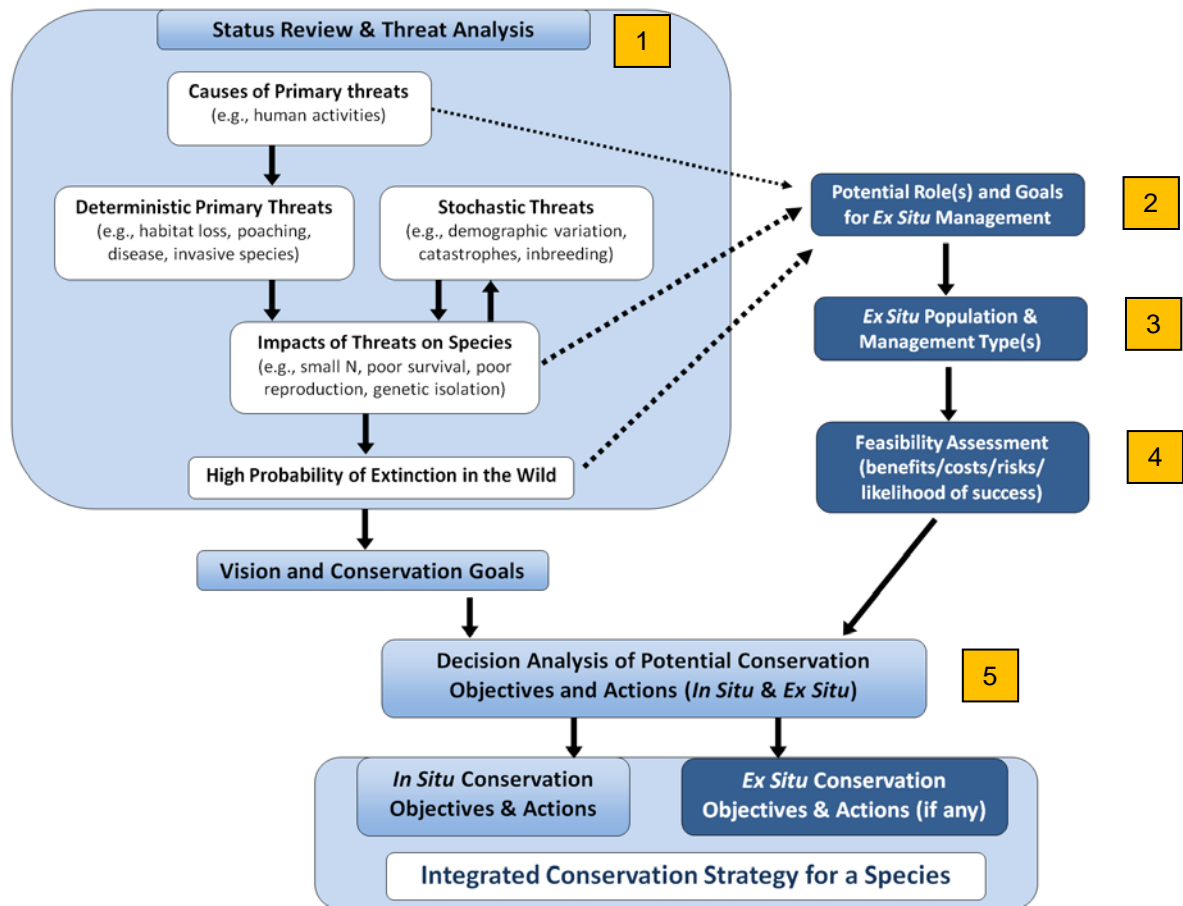 Status Review & Threat Analysis
1
Causes of Primary threats
(e.g., human activities)
Deterministic Primary Threats
(e.g., habitat loss, poaching,
disease, invasive species)
Stochastic Threats
(e.g., demographic variation,
catastrophes, inbreeding)
Impacts of Threats on Species
(e.g., small N, poor survival, poor
reproduction, genetic isolation)
High Probability of Extinction in the Wild
Potential Role(s) and Goals
for Ex Situ Management
2
Ex Situ Population &
Management Type(s)
3
Feasibility Assessment
(benefits/costs/risks/
likelihood of success)
4
Vision and Conservation Goals
Decision Analysis of Potential Conservation
Objectives and Actions (In Situ & Ex Situ)
5
In Situ Conservation
Objectives & Actions
Ex Situ Conservation
Objectives & Actions (if any)
Integrated Conservation Strategy for a Species